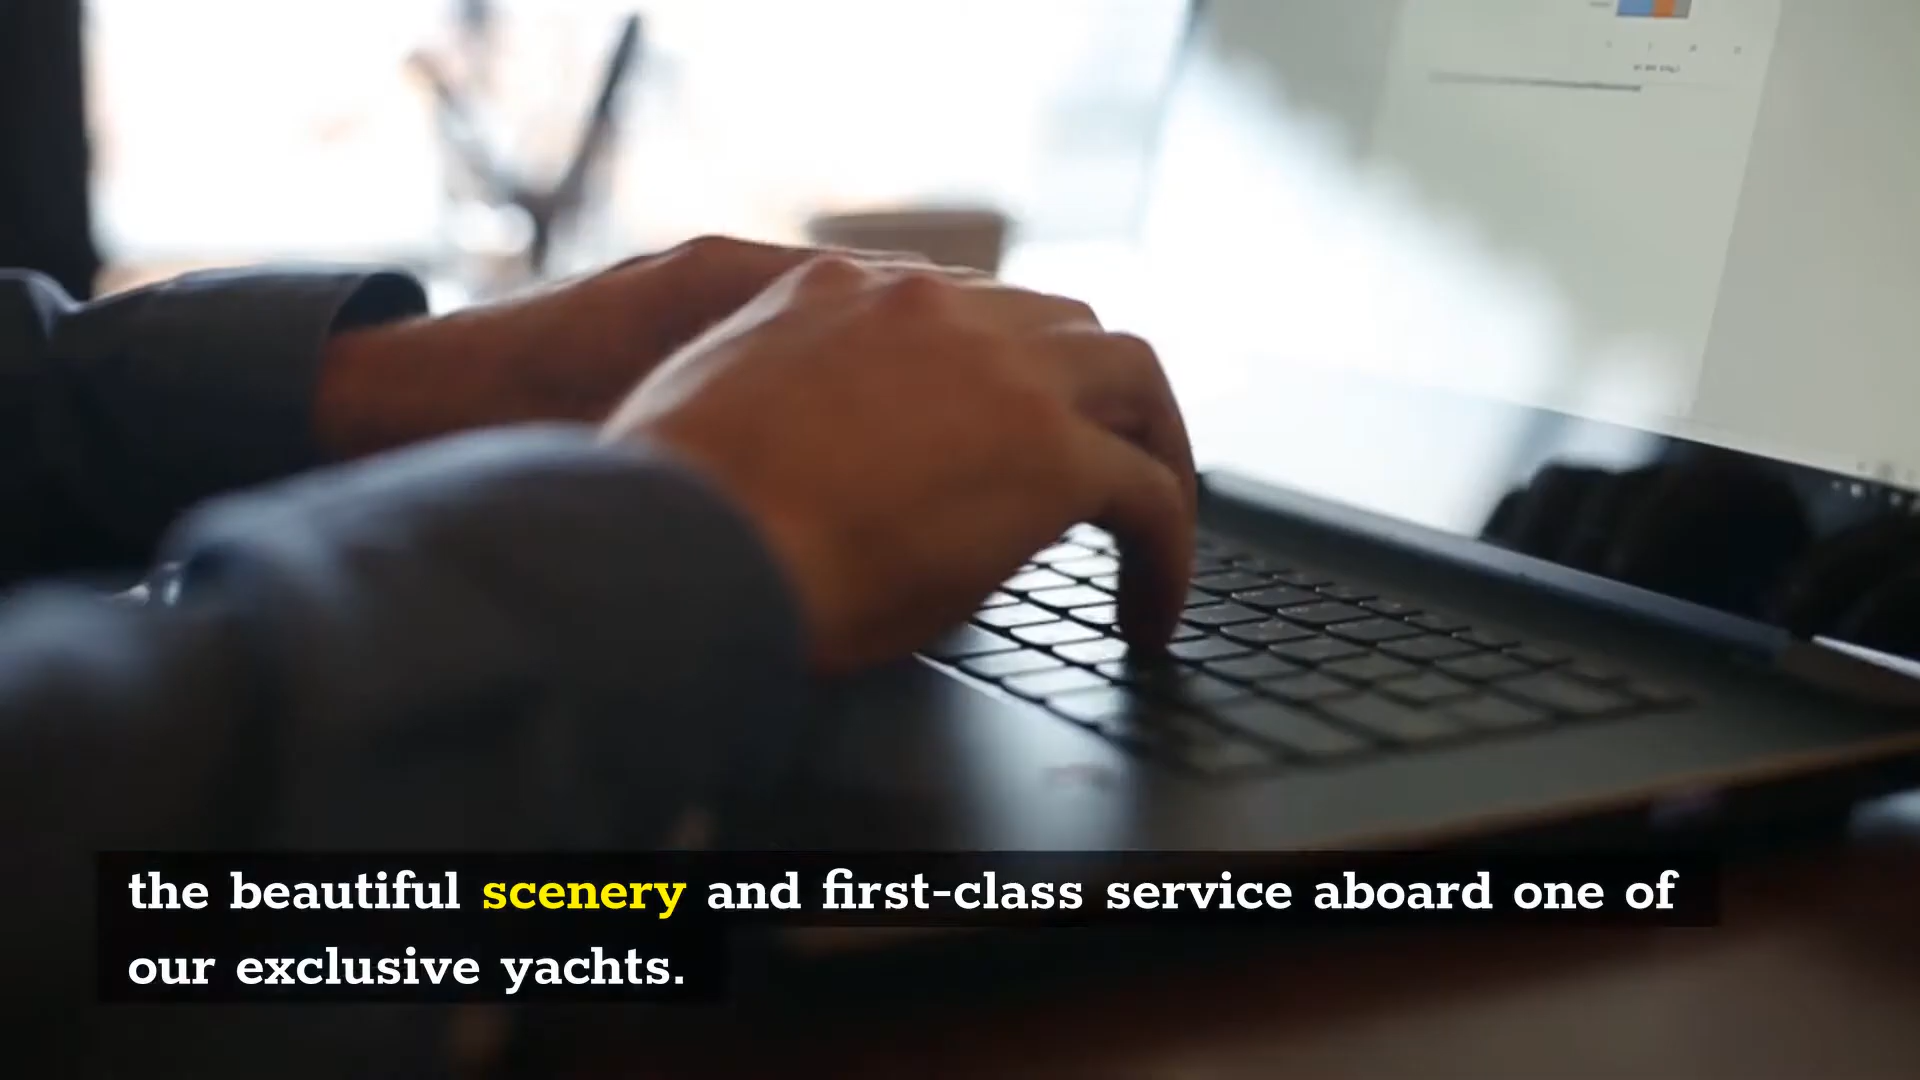 the beautiful scenery and first-class service aboard one of
our exclusive yachts.